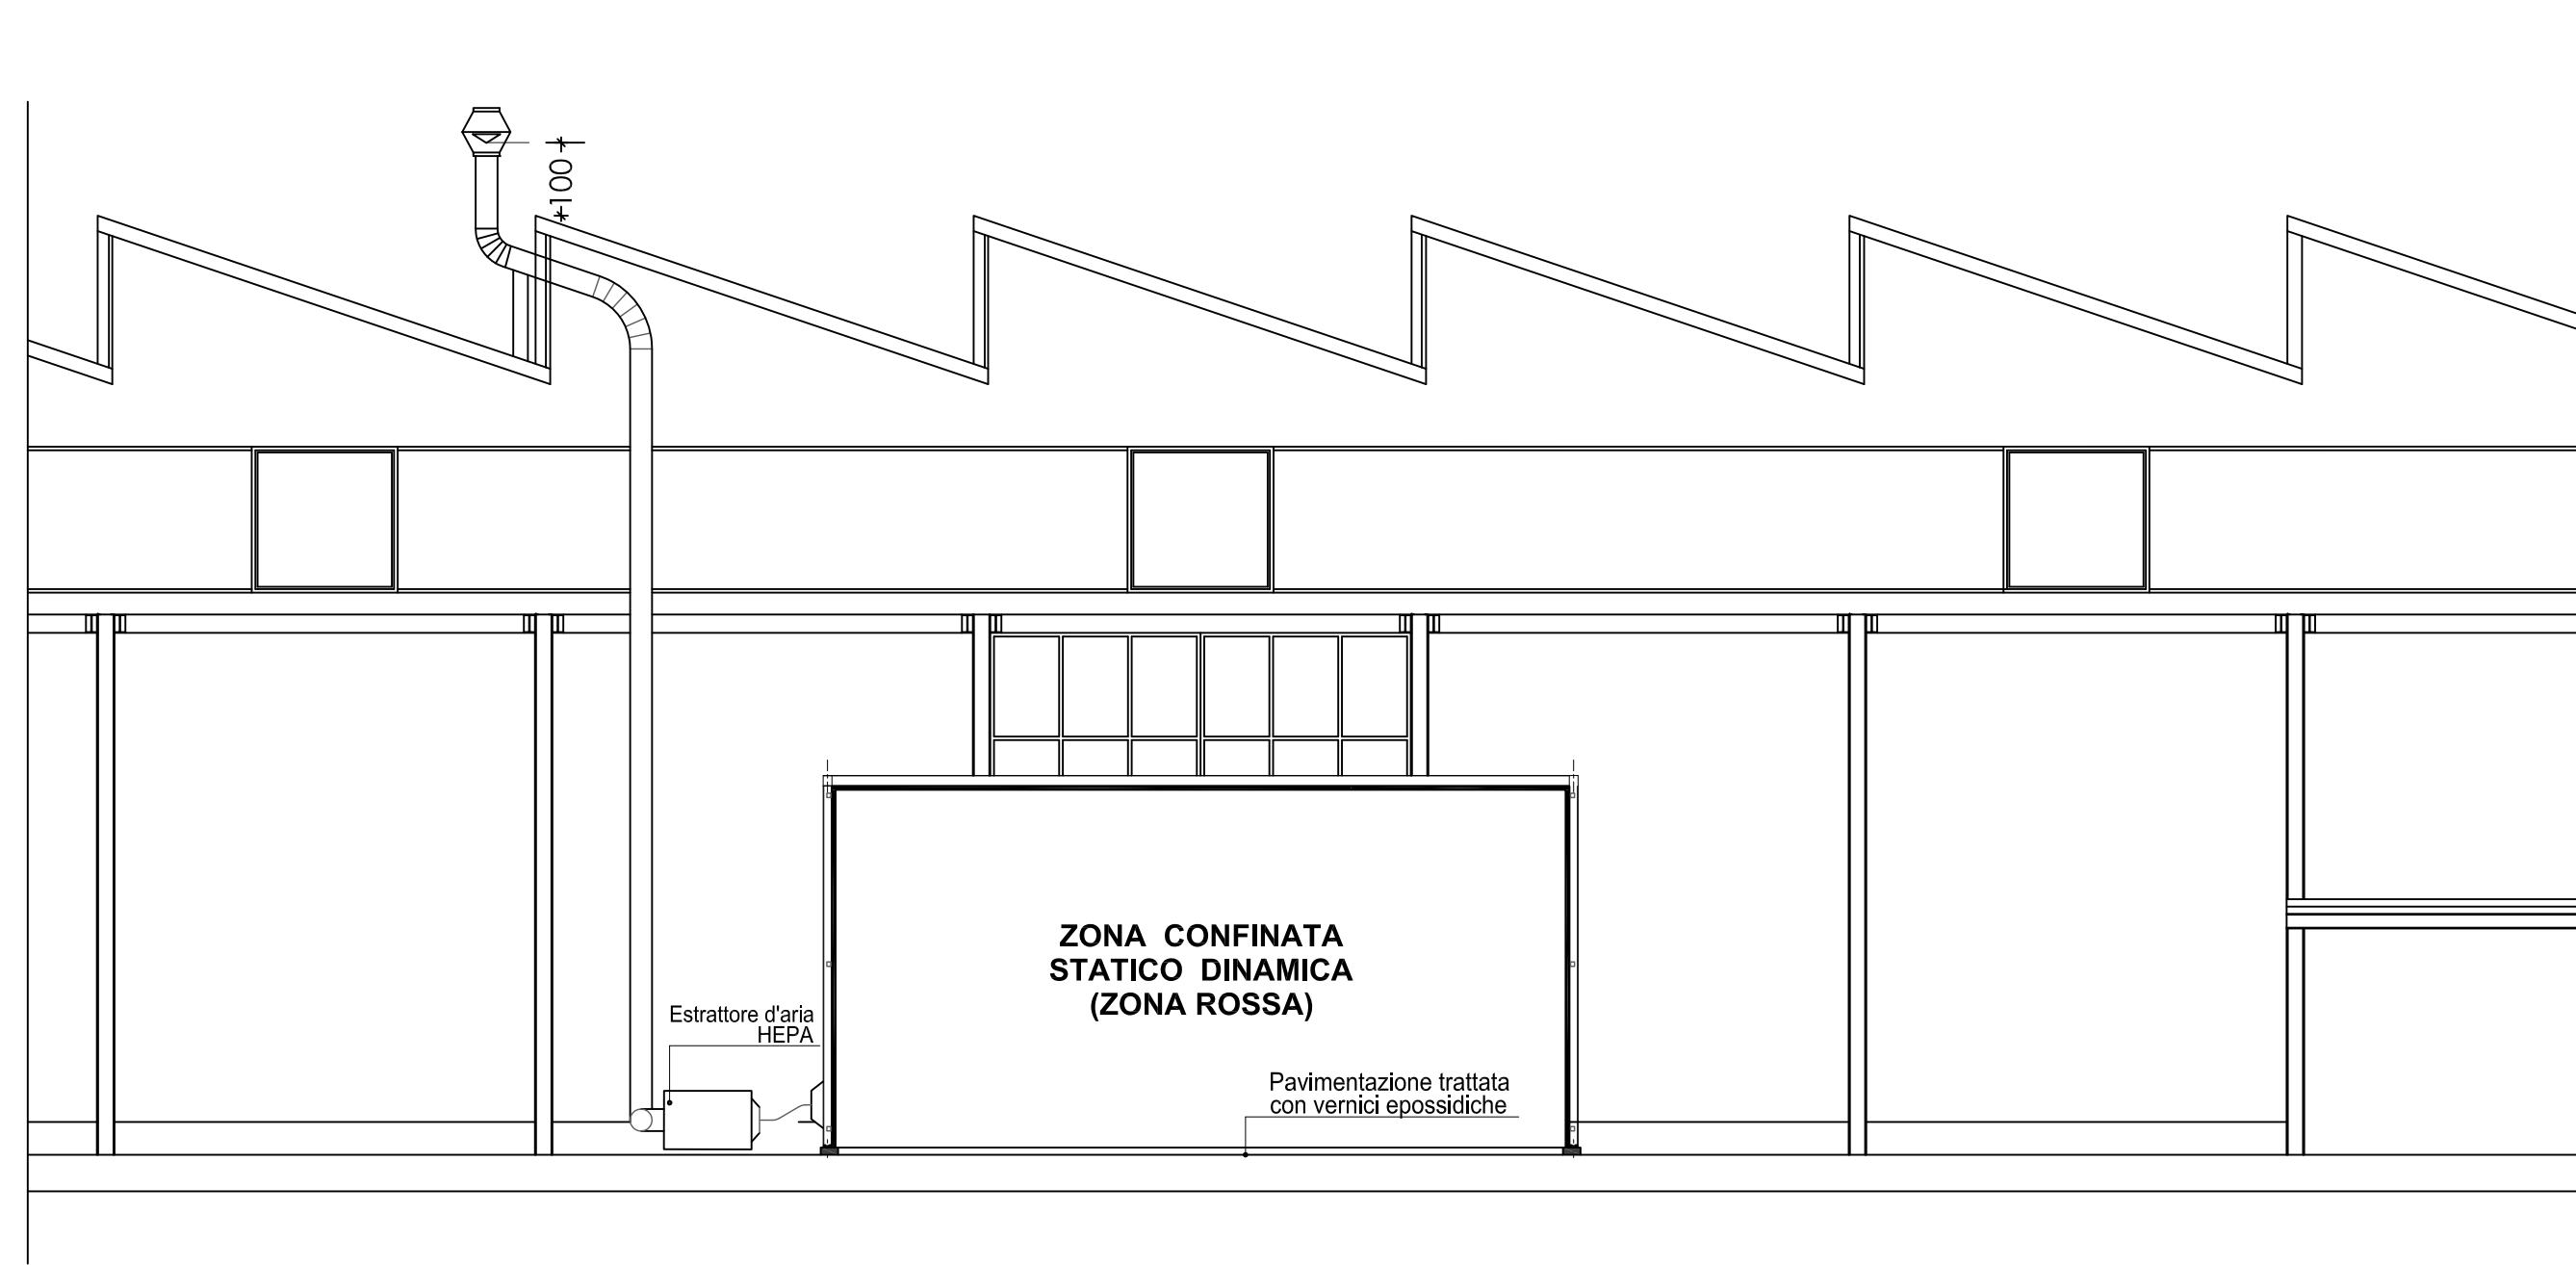 100
ZONA CONFINATA
STATICO DINAMICA
(ZONA ROSSA)
Estrattore d'aria
HEPA
Pavimentazione trattata
con vernici epossidiche